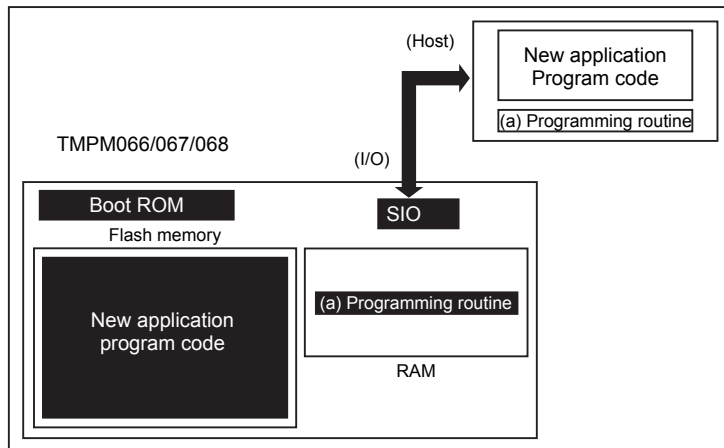 (Host)
New application
Program code
(a) Programming routine
TMPM066/067/068
(I/O)
Boot ROM
SIO
Flash memory
New application
program code
(a) Programming routine
RAM